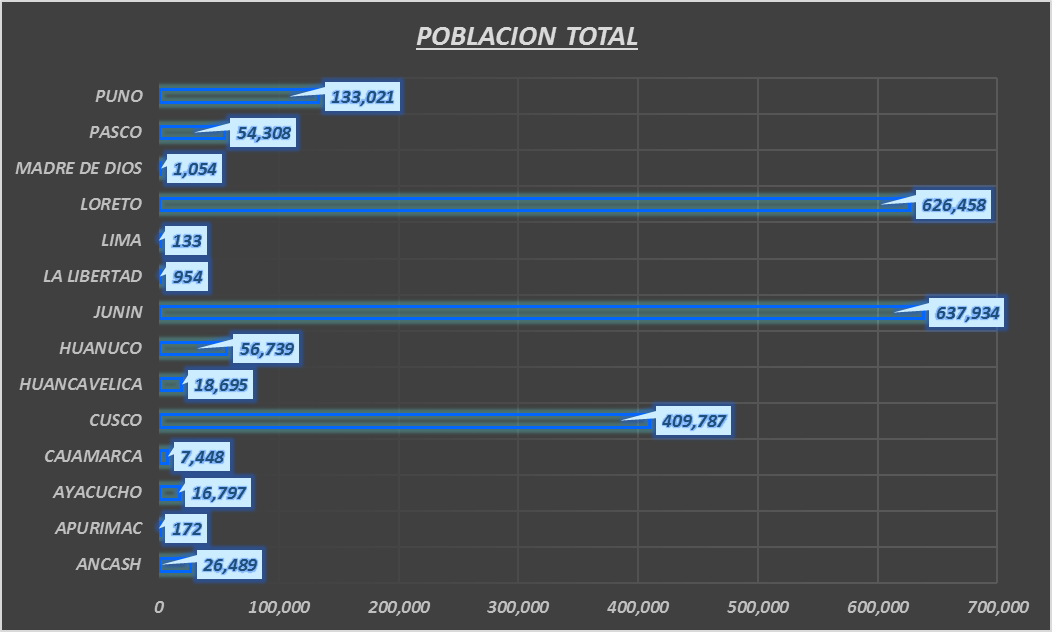 POBLACION TOTAL
PUNO 133,021
PASCO 54,308
MADRE DE DIOS 1,054
LORETO 626,458
LIMA 133
LA LIBERTAD 954
JUNIN 637,934
HUANUCO 56,739
HUANCAVELICA 18,695
CUSCO 409,787
CAJAMARCA 7,448
AYACUCHO 16,797
APURIMAC 172
ANCASH 26,489
0 100,000 200,000 300,000 400,000 500,000 600,000 700,000